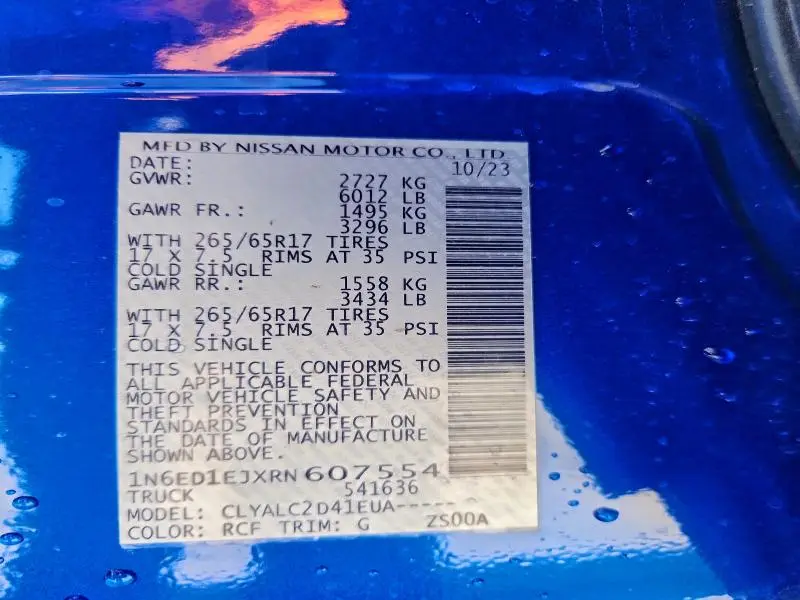 MFD BY NISSAN MOTOR CO., LTD.
DATE: 10/23
GVWR: 2727 KG
6012 LB
GAWR FR.: 1495 KG
3296 LB
WITH 265/65R17 TIRES
17 X 7.5 RIMS AT 35 PSI
COLD SINGLE
GAWR RR.: 1558 KG
3434 LB
WITH 265/65R17 TIRES
17 X 7.5 RIMS AT 35 PSI
COLD SINGLE
THIS VEHICLE CONFORMS TO
ALL APPLICABLE FEDERAL
MOTOR VEHICLE SAFETY AND
THEFT PREVENTION
STANDARDS IN EFFECT ON
THE DATE OF MANUFACTURE
SHOWN ABOVE.
1N6ED1EJXRN607554
TRUCK 541636
MODEL: CLYALC2D41EUA-----
COLOR: RCF TRIM: G ZS00A